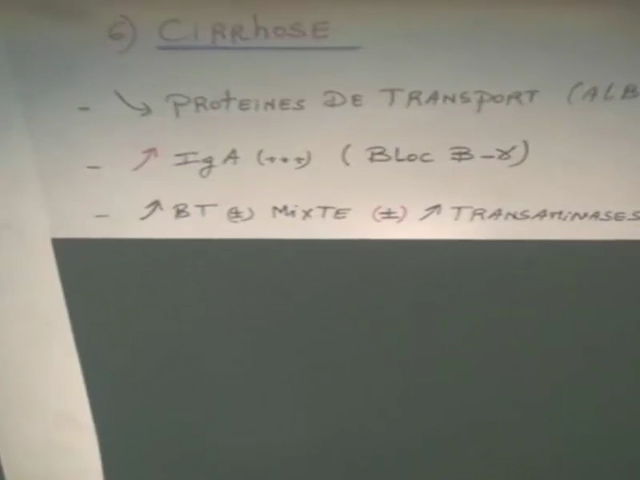 6) CIRRhOSE
- ↘ PROTEINES DE TRANSPORT (ALB
- ↗ IgA (+++) (BLOC β-γ)
- ↗ BT (±) MiXTE (±) ↗ TRANSAMINASES